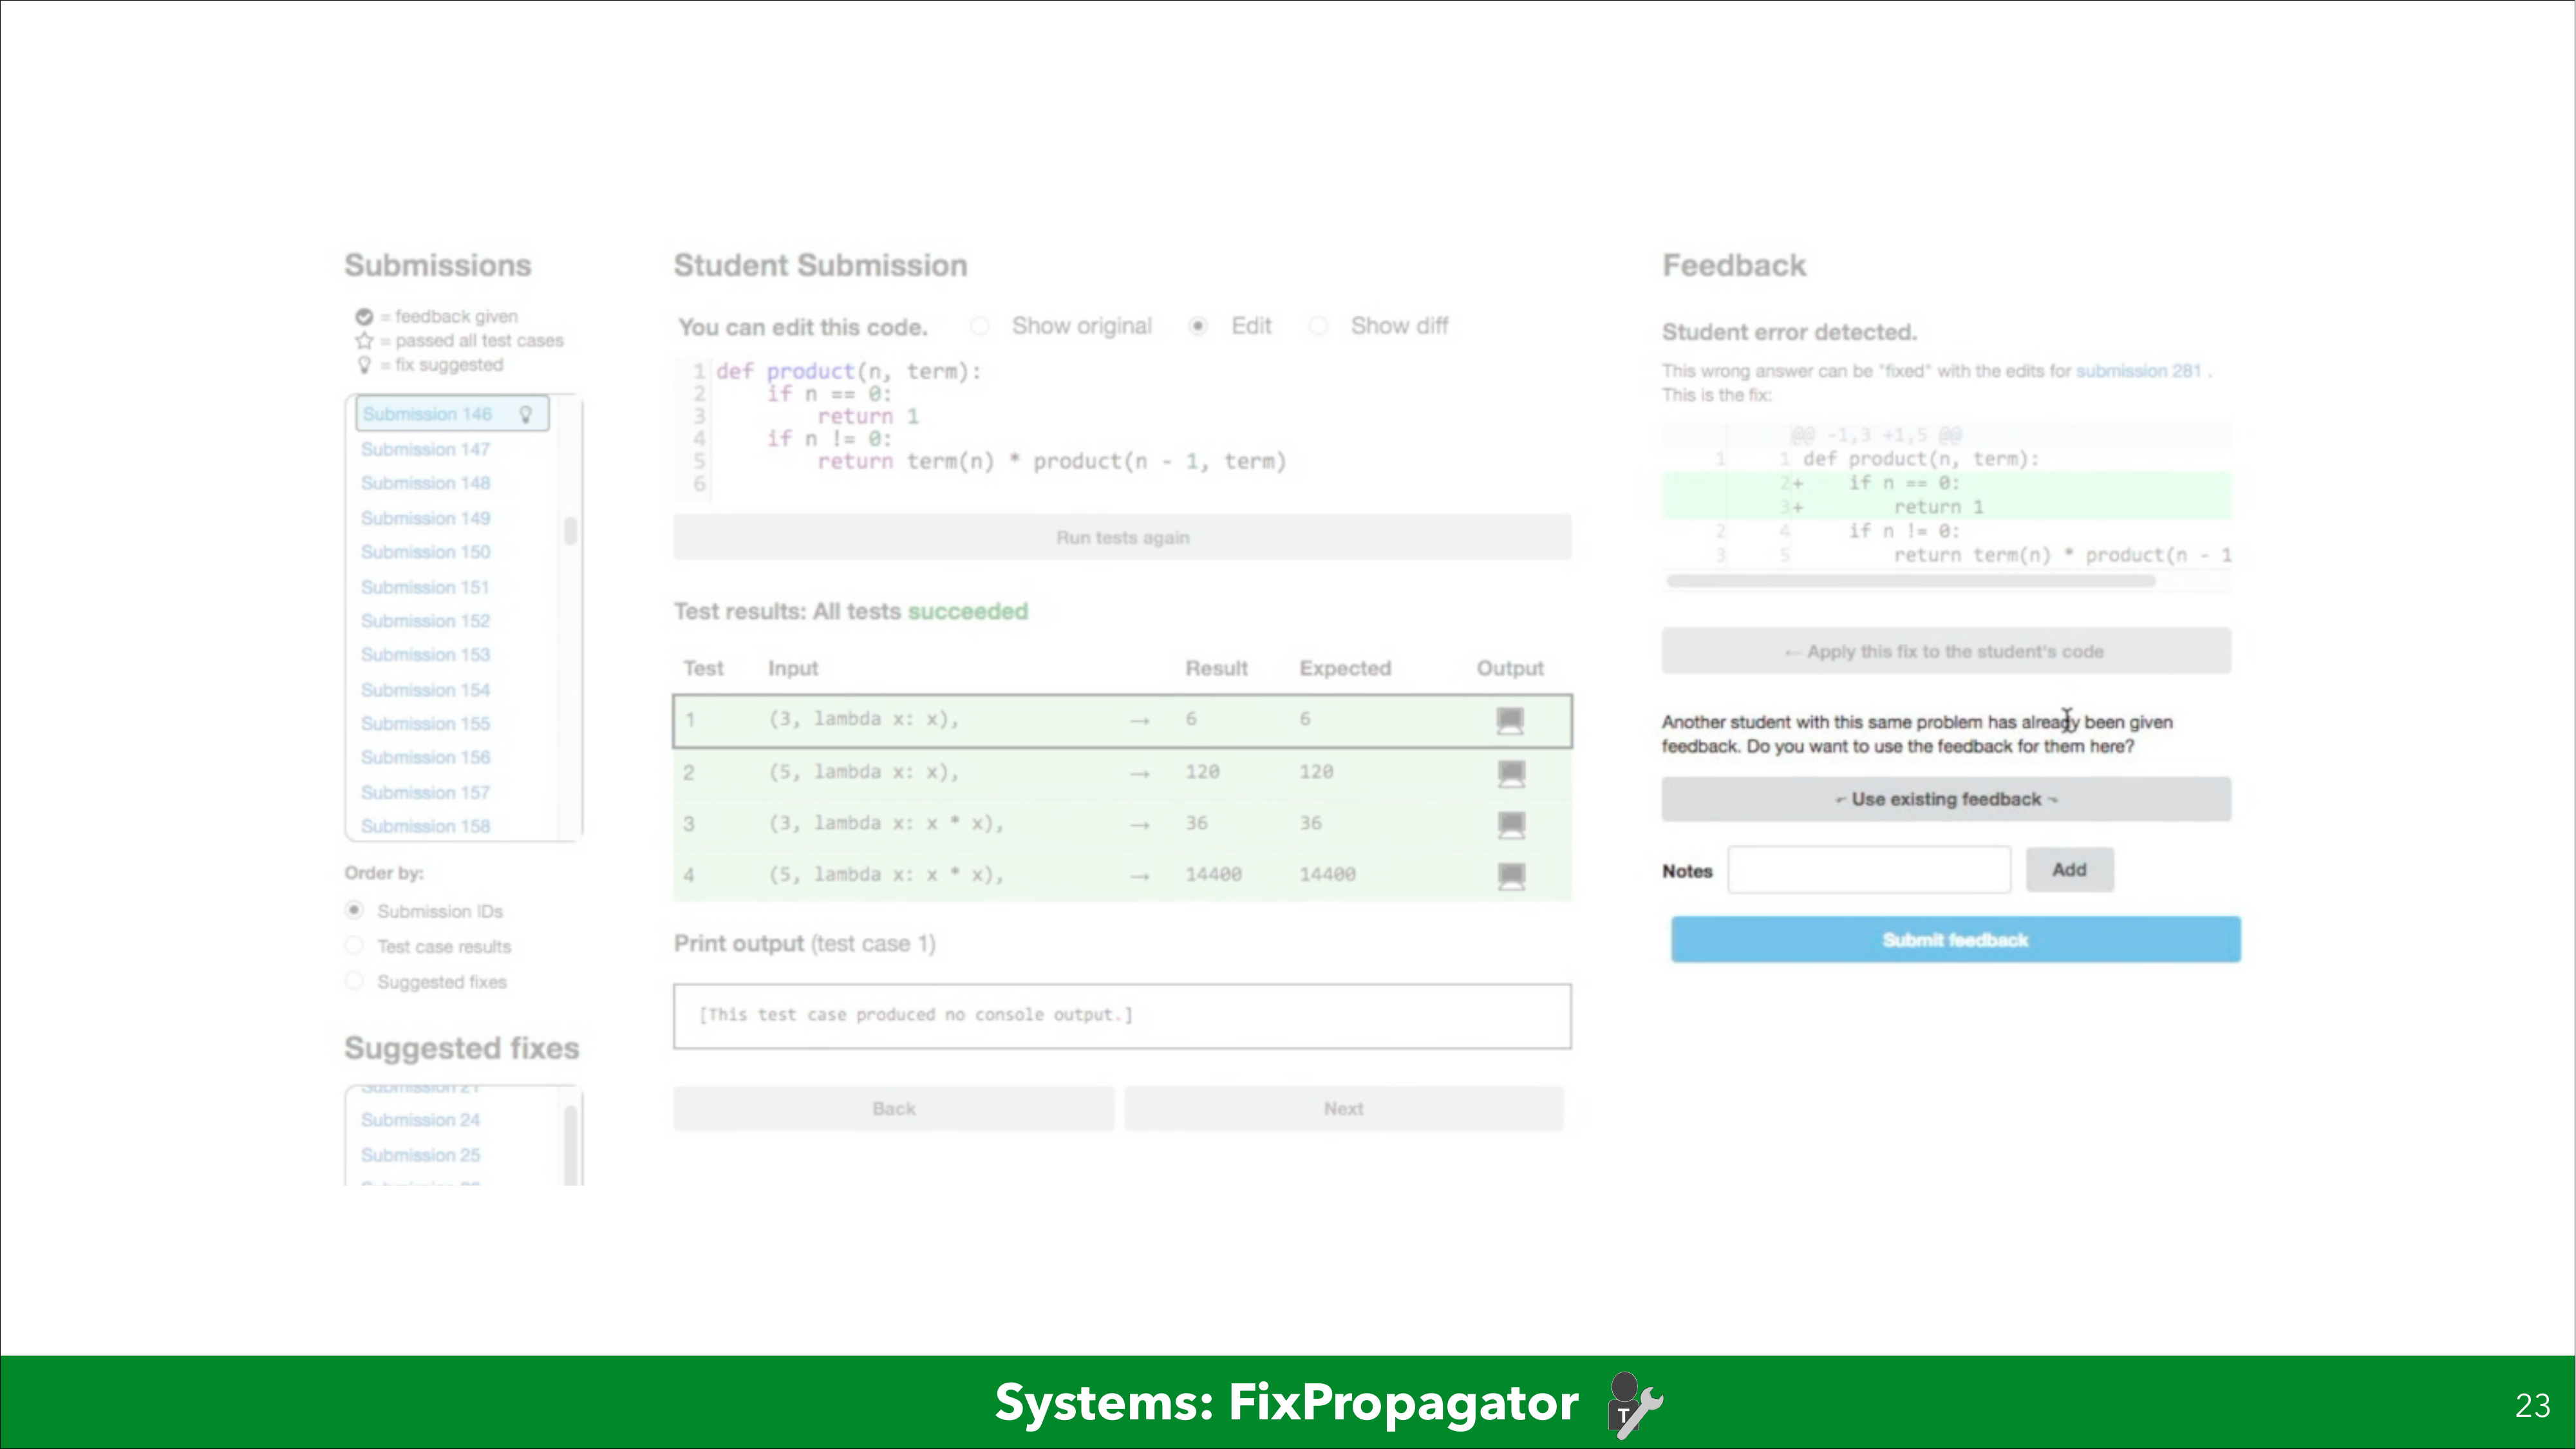 Submissions
= feedback given
= passed all test cases
= fix suggested
Submission 146
Submission 147
Submission 148
Submission 149
Submission 150
Submission 151
Submission 152
Submission 153
Submission 154
Submission 155
Submission 156
Submission 157
Submission 158
Order by:
Submission IDs
Test case results
Suggested fixes
Suggested fixes
Submission 21
Submission 24
Submission 25
Student Submission
You can edit this code. Show original Edit Show diff
1 def product(n, term):
2 if n == 0:
3 return 1
4 if n != 0:
5 return term(n) * product(n - 1, term)
6
Run tests again
Test results: All tests succeeded
Test Input Result Expected Output
1 (3, lambda x: x), → 6 6
2 (5, lambda x: x), → 120 120
3 (3, lambda x: x * x), → 36 36
4 (5, lambda x: x * x), → 14400 14400
Print output (test case 1)
[This test case produced no console output.]
Back Next
Feedback
Student error detected.
This wrong answer can be "fixed" with the edits for submission 281 .
This is the fix:
@@ -1,3 +1,5 @@
1 1 def product(n, term):
2+ if n == 0:
3+ return 1
2 4 if n != 0:
3 5 return term(n) * product(n - 1
← Apply this fix to the student's code
Another student with this same problem has already been given
feedback. Do you want to use the feedback for them here?
Use existing feedback
Notes Add
Submit feedback
Systems: FixPropagator T
23